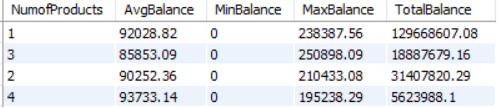 NumofProducts AvgBalance MinBalance MaxBalance TotalBalance
1 92028.82 0 238387.56 129668607.08
3 85853.09 0 250898.09 18887679.16
2 90252.36 0 210433.08 31407820.29
4 93733.14 0 195238.29 5623988.1